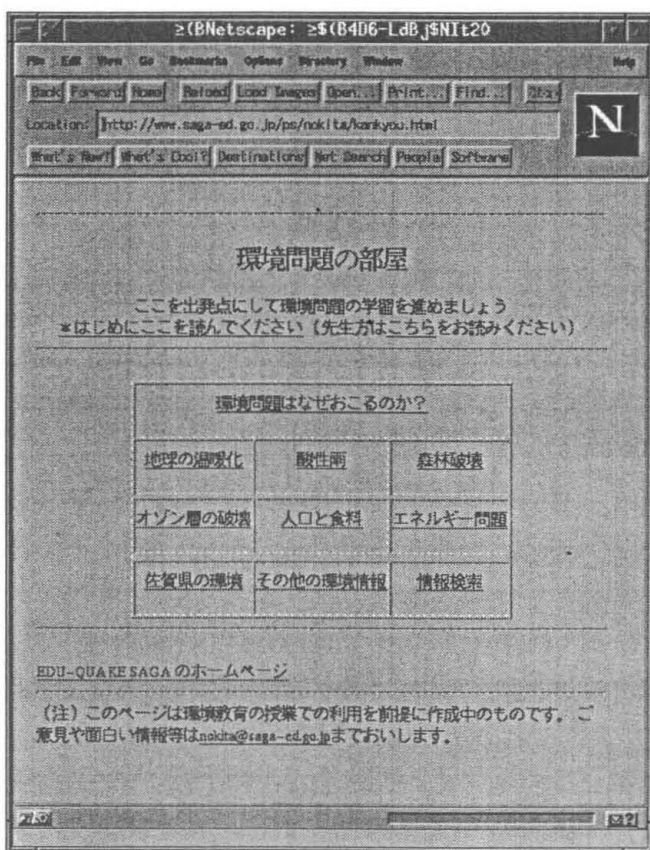 ≥(BNetscape: ≥$(B4D6-LdBj$NIt20
File Edit View Go Bookmarks Options Directory Window Help
Back Forward Home Reload Load Images Open... Print... Find...
Location: http://www.saga-ed.go.jp/ps/nokita/kankyou.html
N
What's New? What's Cool? Destinations Net Search People Software
環境問題の部屋
ここを出発点にして環境問題の学習を進めましょう
*はじめにここを読んでください (先生方はこちらをお読みください)
環境問題はなぜおこるのか?
地球の温暖化 酸性雨 森林破壊
オゾン層の破壊 人口と食料 エネルギー問題
佐賀県の環境 その他の環境情報 情報検索
EDU-QUAKE SAGA のホームページ
(注) このページは環境教育の授業での利用を前提に作成中のものです。 ご
意見や面白い情報等はnokita@saga-ed.go.jpまでおいします。